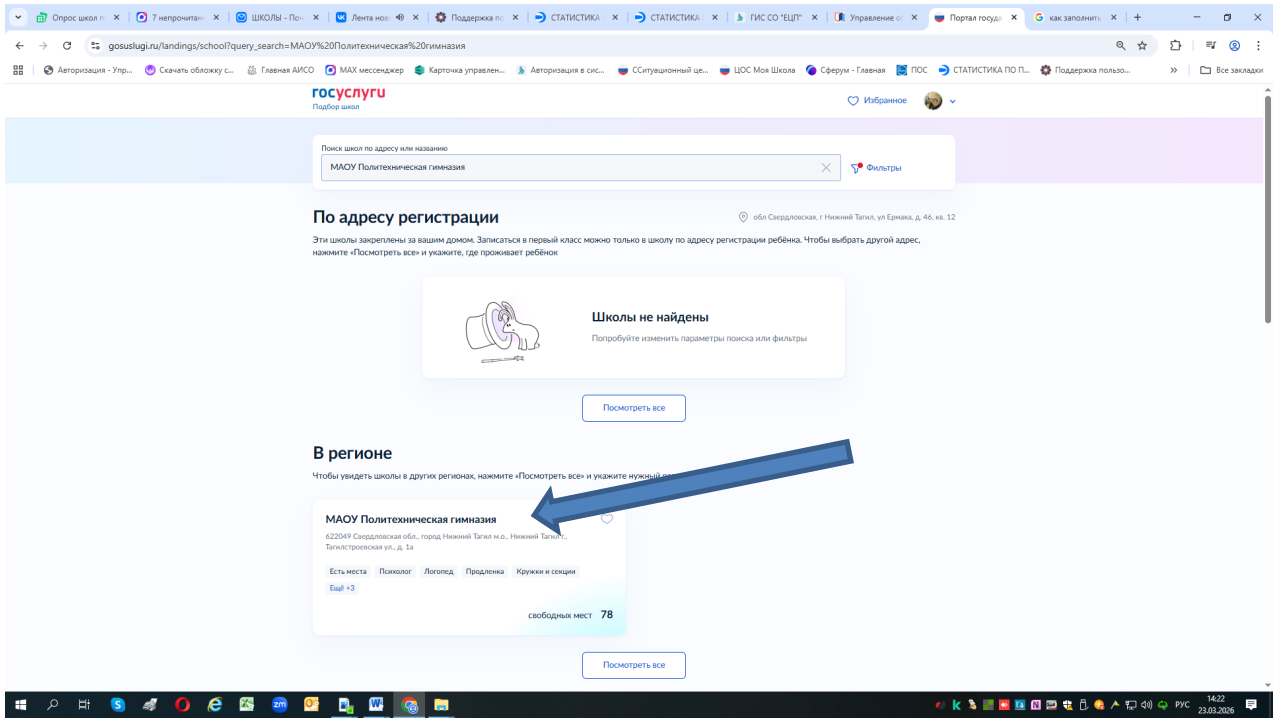 Опрос школ п
7 непрочитанн
ШКОЛЫ - Поч
Лента нов
Поддержка по
СТАТИСТИКА
СТАТИСТИКА
ГИС СО "ЕЦП"
Управление о
Портал госуда
как заполнить
gosuslugi.ru/landings/school?query_search=МАОУ%20Политехническая%20гимназия
Авторизация - Упр...
Скачать обложку с...
Главная АИСО
MAX мессенджер
Карточка управлен...
Авторизация в сис...
ССитуационный це...
ЦОС Моя Школа
Сферум - Главная
ПОС
СТАТИСТИКА ПО П...
Поддержка пользо...
Все закладки
госуслуги
Подбор школ
Избранное
Поиск школ по адресу или названию
МАОУ Политехническая гимназия
Фильтры
По адресу регистрации
обл Свердловская, г Нижний Тагил, ул Ермака, д. 46, кв. 12
Эти школы закреплены за вашим домом. Записаться в первый класс можно только в школу по адресу регистрации ребёнка. Чтобы выбрать другой адрес,
нажмите «Посмотреть все» и укажите, где проживает ребёнок
Школы не найдены
Попробуйте изменить параметры поиска или фильтры
Посмотреть все
В регионе
Чтобы увидеть школы в других регионах, нажмите «Посмотреть все» и укажите нужный
МАОУ Политехническая гимназия
622049 Свердловская обл., город Нижний Тагил м.о., Нижний Тагил г.,
Тагилстроевская ул., д. 1а
Есть места
Психолог
Логопед
Продленка
Кружки и секции
Ещё +3
свободных мест 78
Посмотреть все
РУС
14:22
23.03.2026